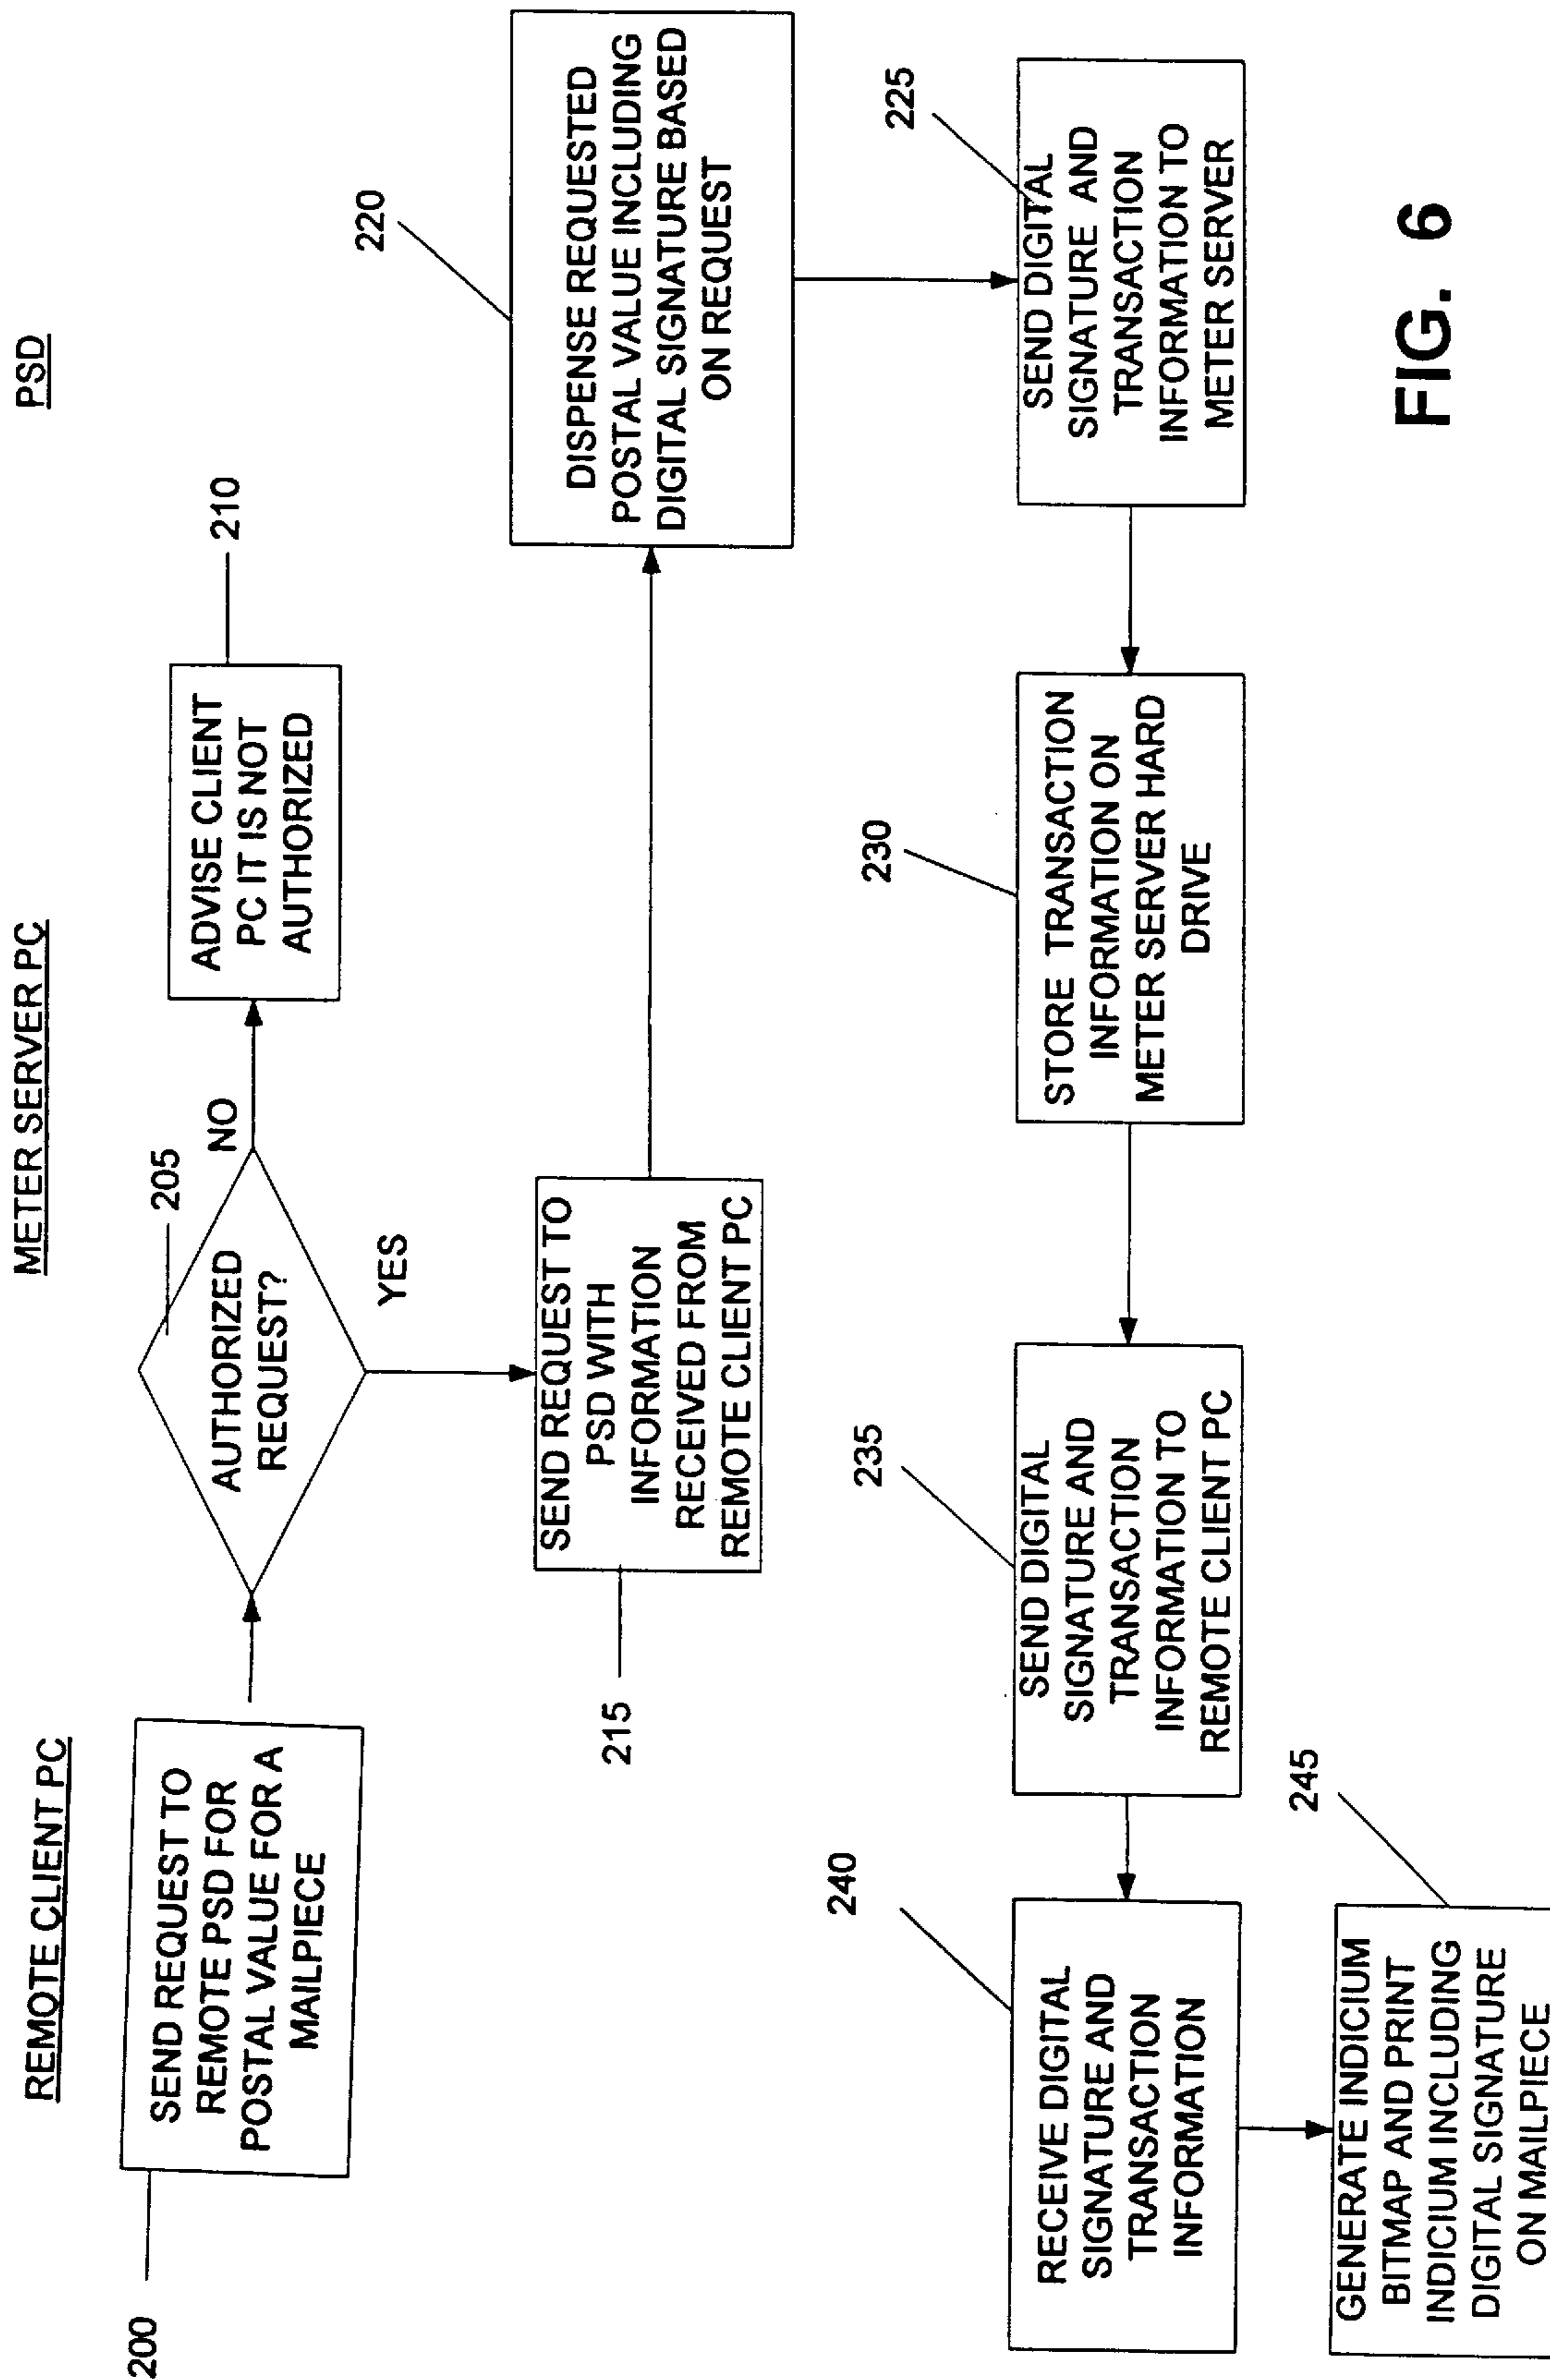 REMOTE CLIENT PC
METER SERVER PC
PSD
200
SEND REQUEST TO
REMOTE PSD FOR
POSTAL VALUE FOR A
MAILPIECE
205
AUTHORIZED
REQUEST?
NO
YES
ADVISE CLIENT
PC IT IS NOT
AUTHORIZED
210
SEND REQUEST TO
PSD WITH
INFORMATION
RECEIVED FROM
REMOTE CLIENT PC
215
220
DISPENSE REQUESTED
POSTAL VALUE INCLUDING
DIGITAL SIGNATURE BASED
ON REQUEST
225
SEND DIGITAL
SIGNATURE AND
TRANSACTION
INFORMATION TO
METER SERVER
230
STORE TRANSACTION
INFORMATION ON
METER SERVER HARD
DRIVE
235
SEND DIGITAL
SIGNATURE AND
TRANSACTION
INFORMATION TO
REMOTE CLIENT PC
240
RECEIVE DIGITAL
SIGNATURE AND
TRANSACTION
INFORMATION
245
GENERATE INDICIUM
BITMAP AND PRINT
INDICIUM INCLUDING
DIGITAL SIGNATURE
ON MAILPIECE
FIG. 6